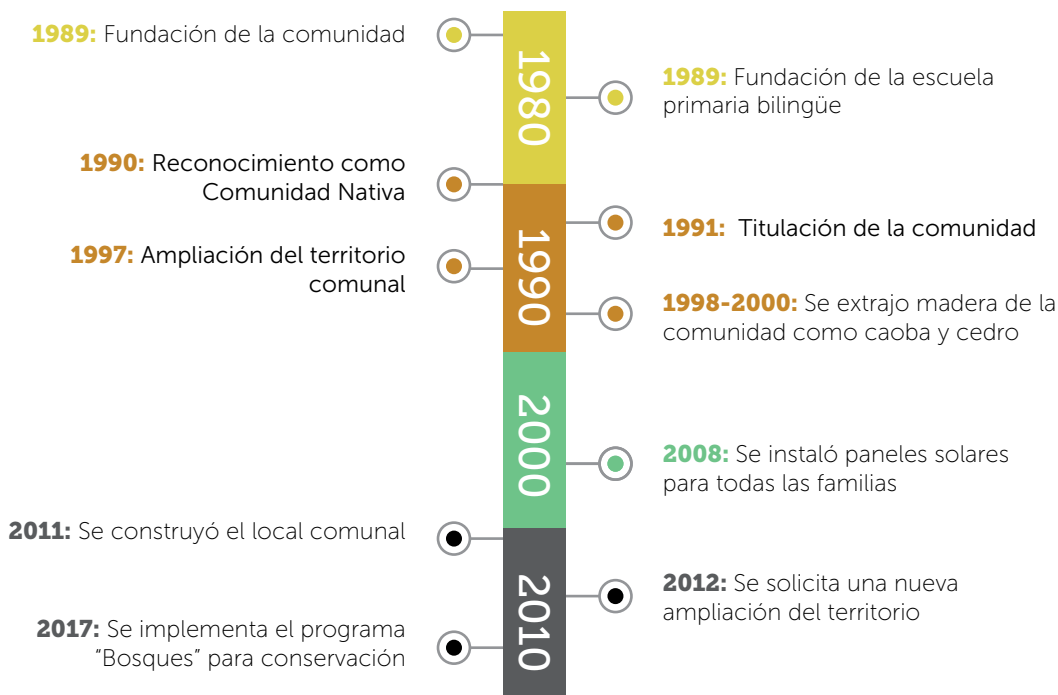 1989: Fundación de la comunidad
1980
1989: Fundación de la escuela
primaria bilingüe
1990: Reconocimiento como
Comunidad Nativa
1990
1991: Titulación de la comunidad
1997: Ampliación del territorio
comunal
1998-2000: Se extrajo madera de la
comunidad como caoba y cedro
2000
2008: Se instaló paneles solares
para todas las familias
2011: Se construyó el local comunal
2010
2012: Se solicita una nueva
ampliación del territorio
2017: Se implementa el programa
"Bosques" para conservación